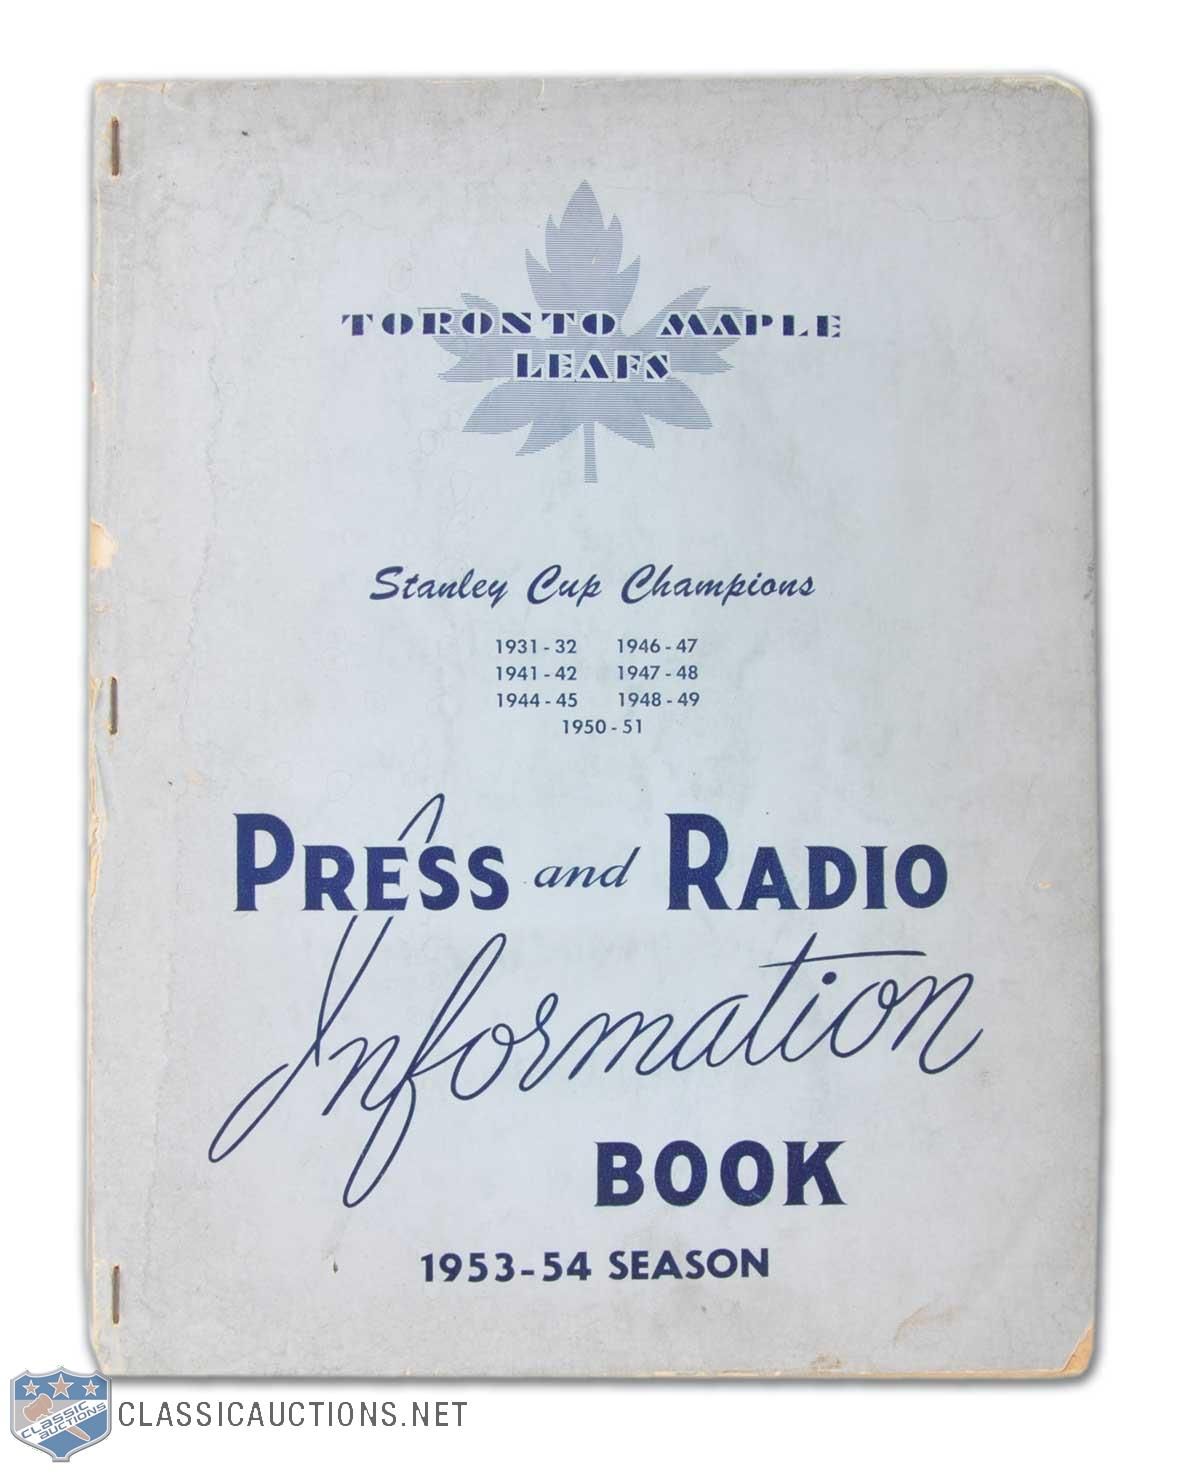 TORONTO MAPLE
LEAFS
Stanley Cup Champions
1931-32 1946-47
1941-42 1947-48
1944-45 1948-49
1950-51
PRESS and RADIO
Information
BOOK
1953-54 SEASON
CLASSIC
AUCTIONS
CLASSICAUCTIONS.NET